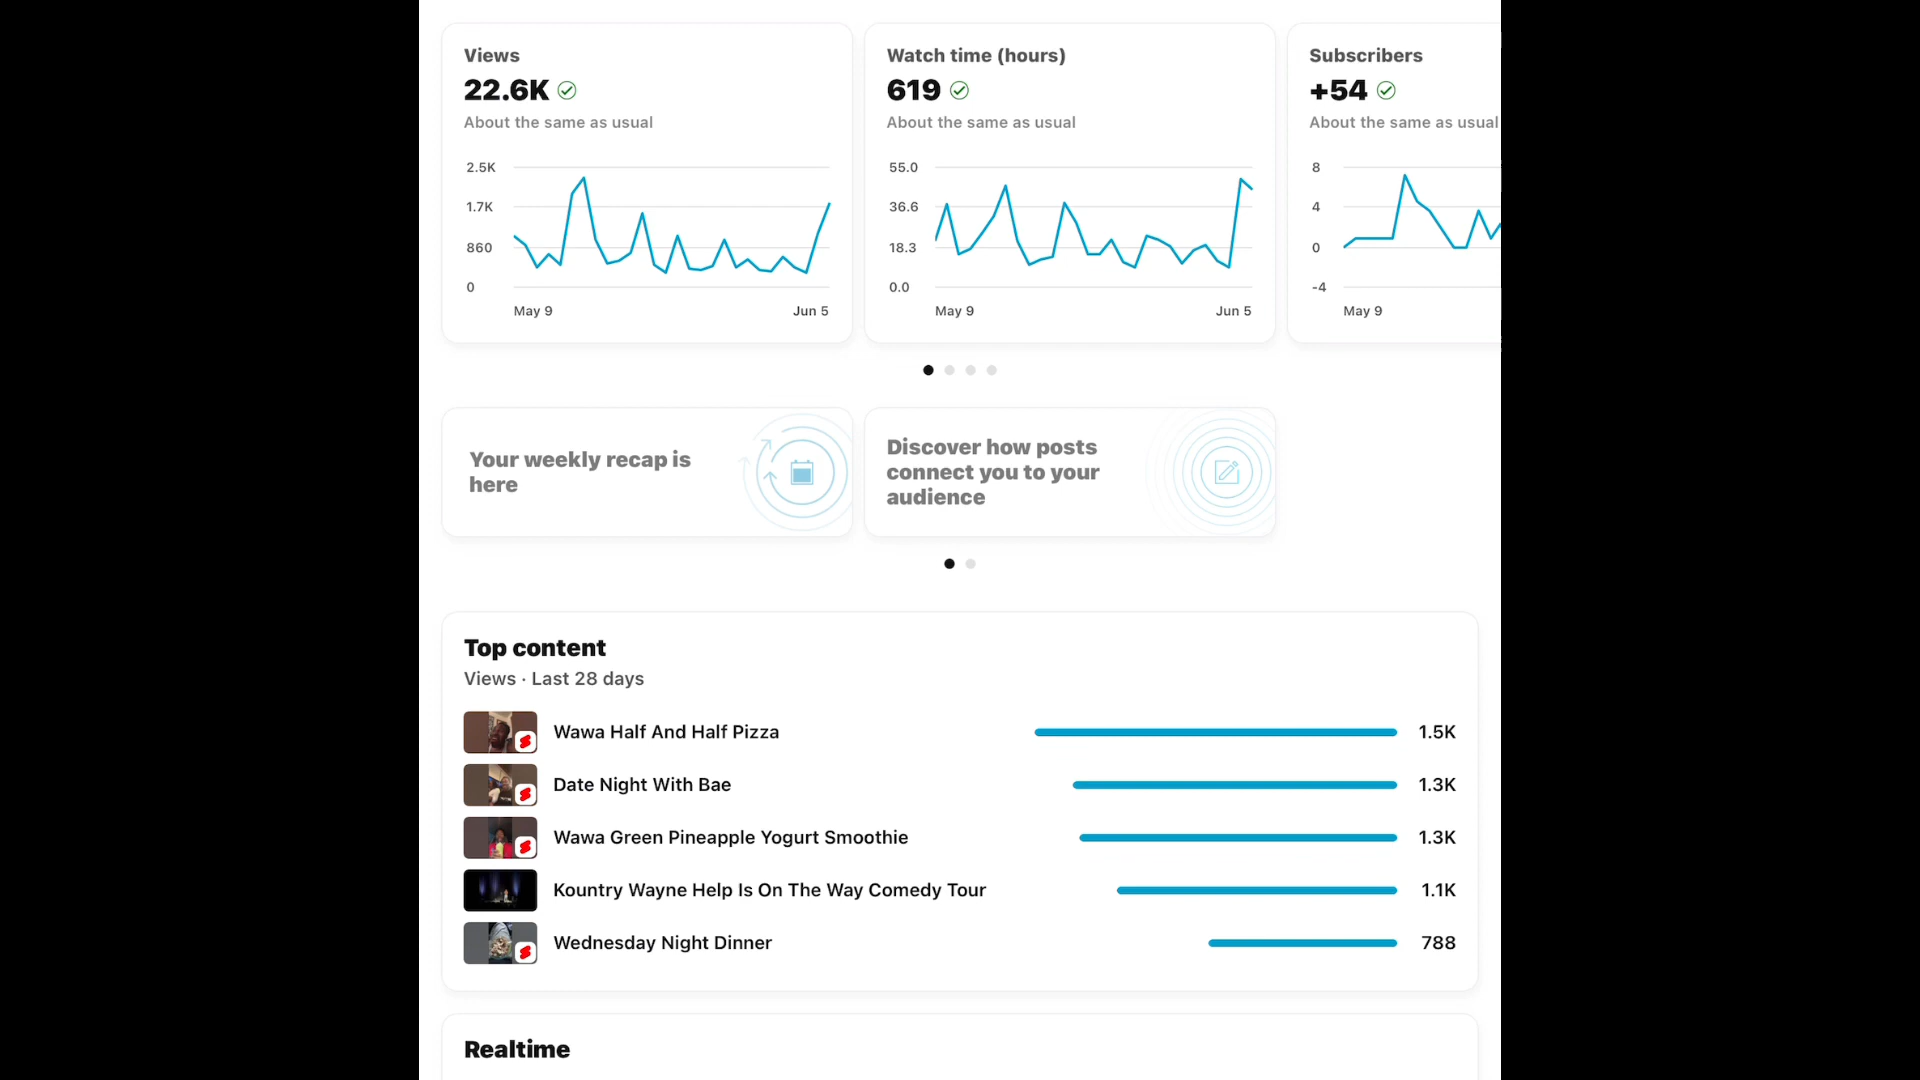 Views
22.6K
About the same as usual
2.5K
1.7K
860
0
May 9
Jun 5
Watch time (hours)
619
About the same as usual
55.0
36.6
18.3
0.0
May 9
Jun 5
Subscribers
+54
About the same as usual
8
4
0
-4
May 9
Your weekly recap is
here
Discover how posts
connect you to your
audience
Top content
Views · Last 28 days
Wawa Half And Half Pizza
1.5K
Date Night With Bae
1.3K
Wawa Green Pineapple Yogurt Smoothie
1.3K
Kountry Wayne Help Is On The Way Comedy Tour
1.1K
Wednesday Night Dinner
788
Realtime